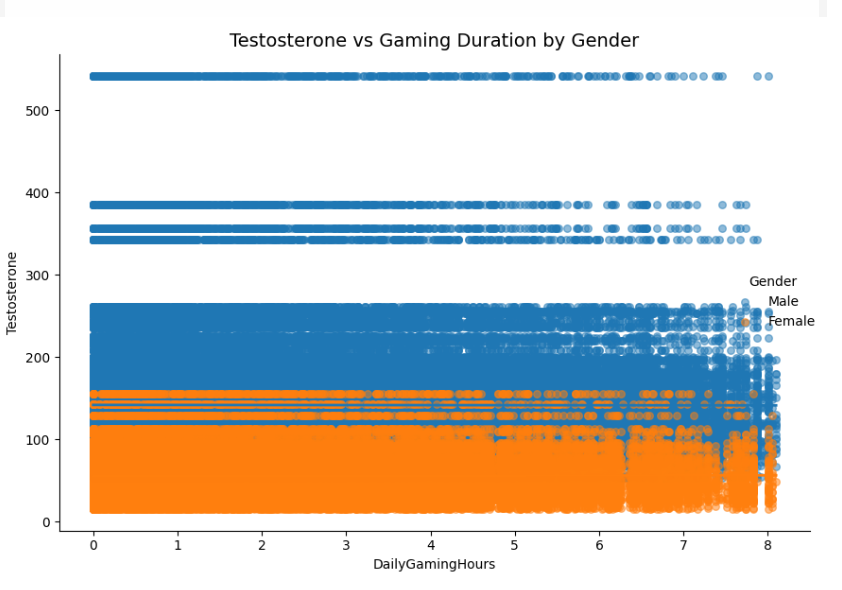 Testosterone vs Gaming Duration by Gender
500
400
300
200
100
0
Testosterone
Gender
Male
Female
0 1 2 3 4 5 6 7 8
DailyGamingHours